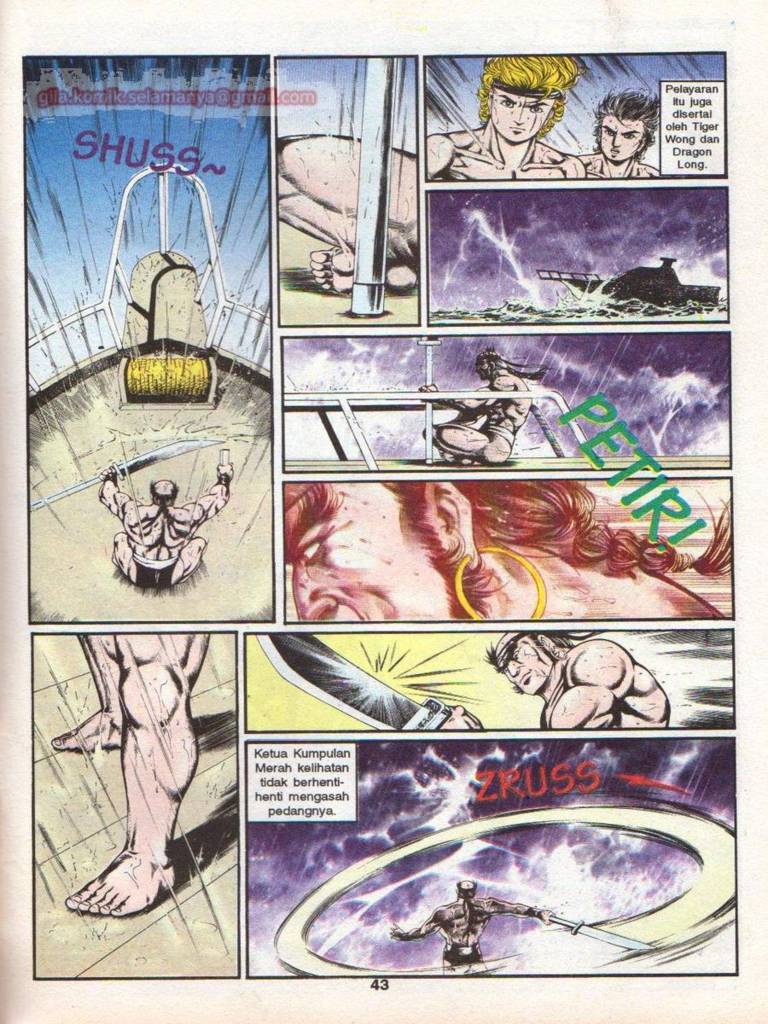 gila.komik.selamanya@gmail.com
SHUSS~
Pelayaran
itu juga
disertai
oleh Tiger
Wong dan
Dragon
Long.
PETIR!
Ketua Kumpulan
Merah kelihatan
tidak berhenti-
henti mengasah
pedangnya.
ZRUSS
43